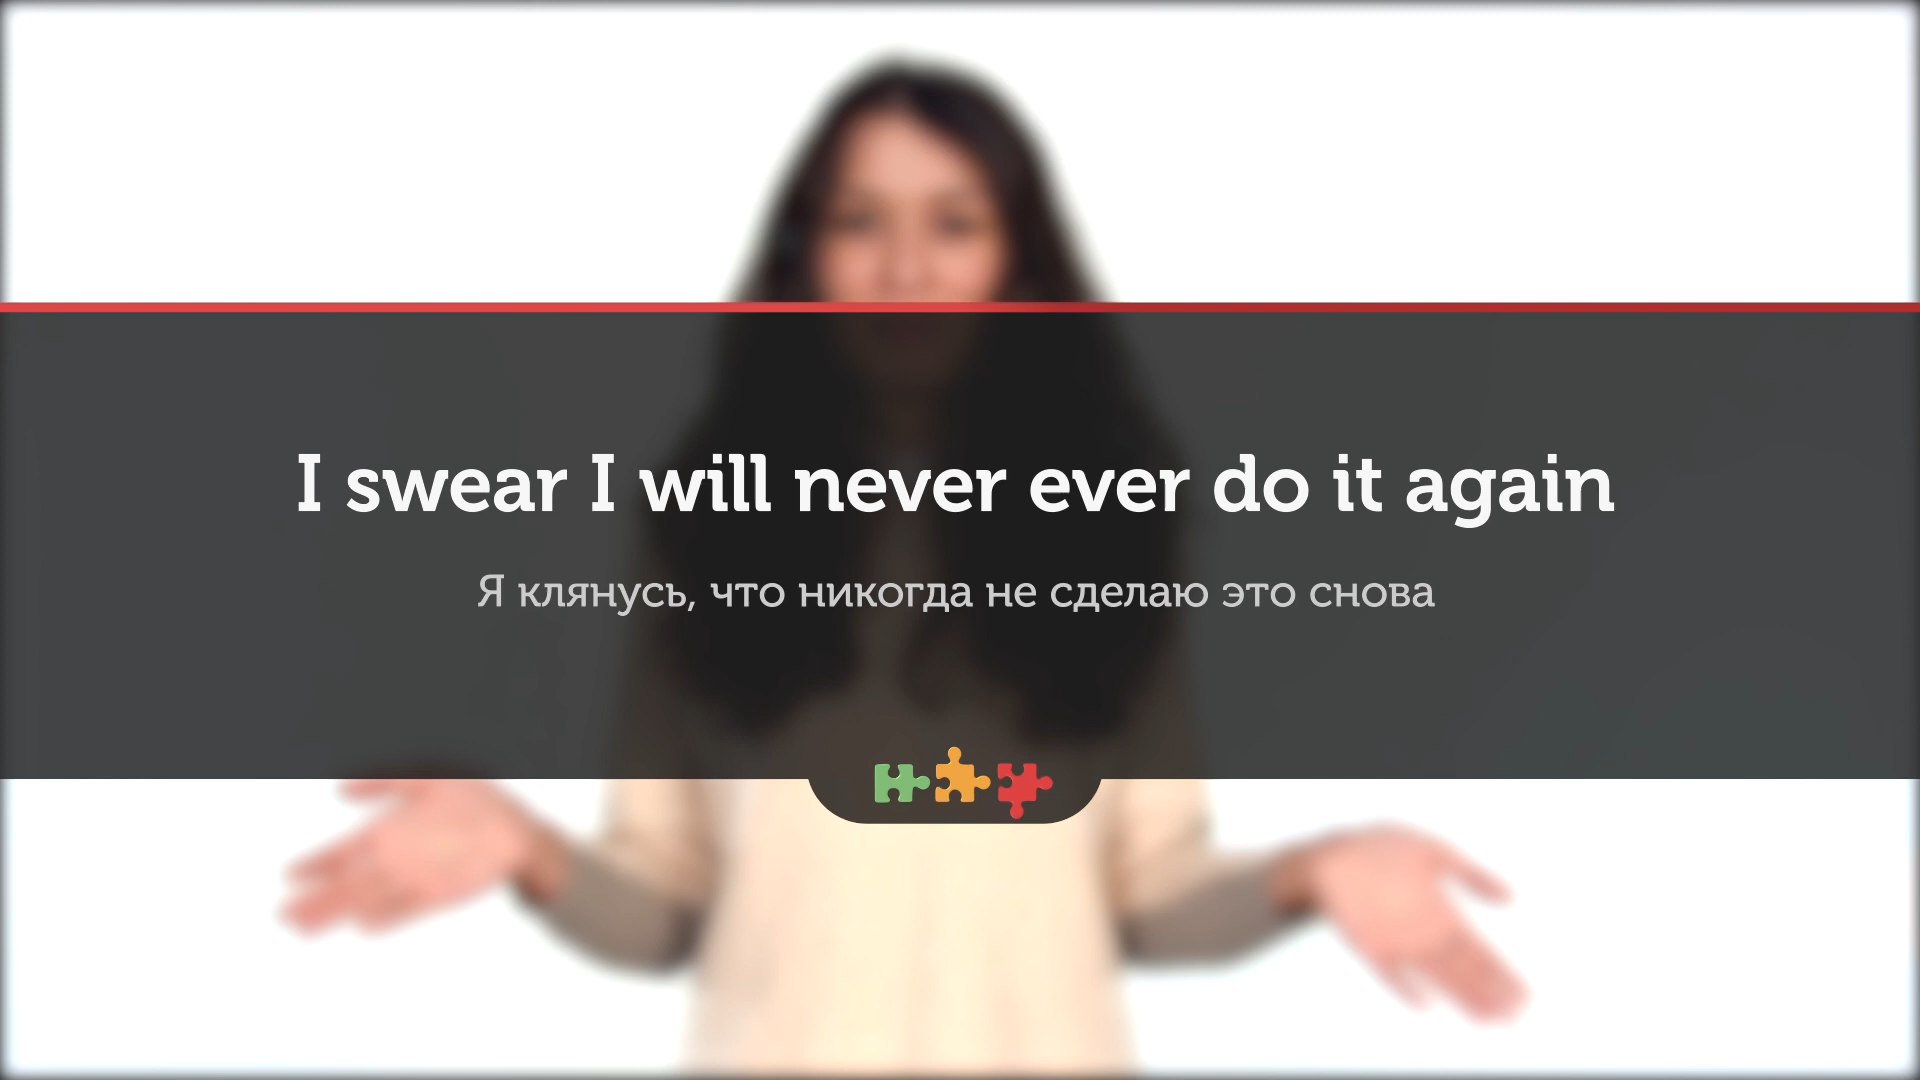 I swear I will never ever do it again
Я клянусь, что никогда не сделаю это снова